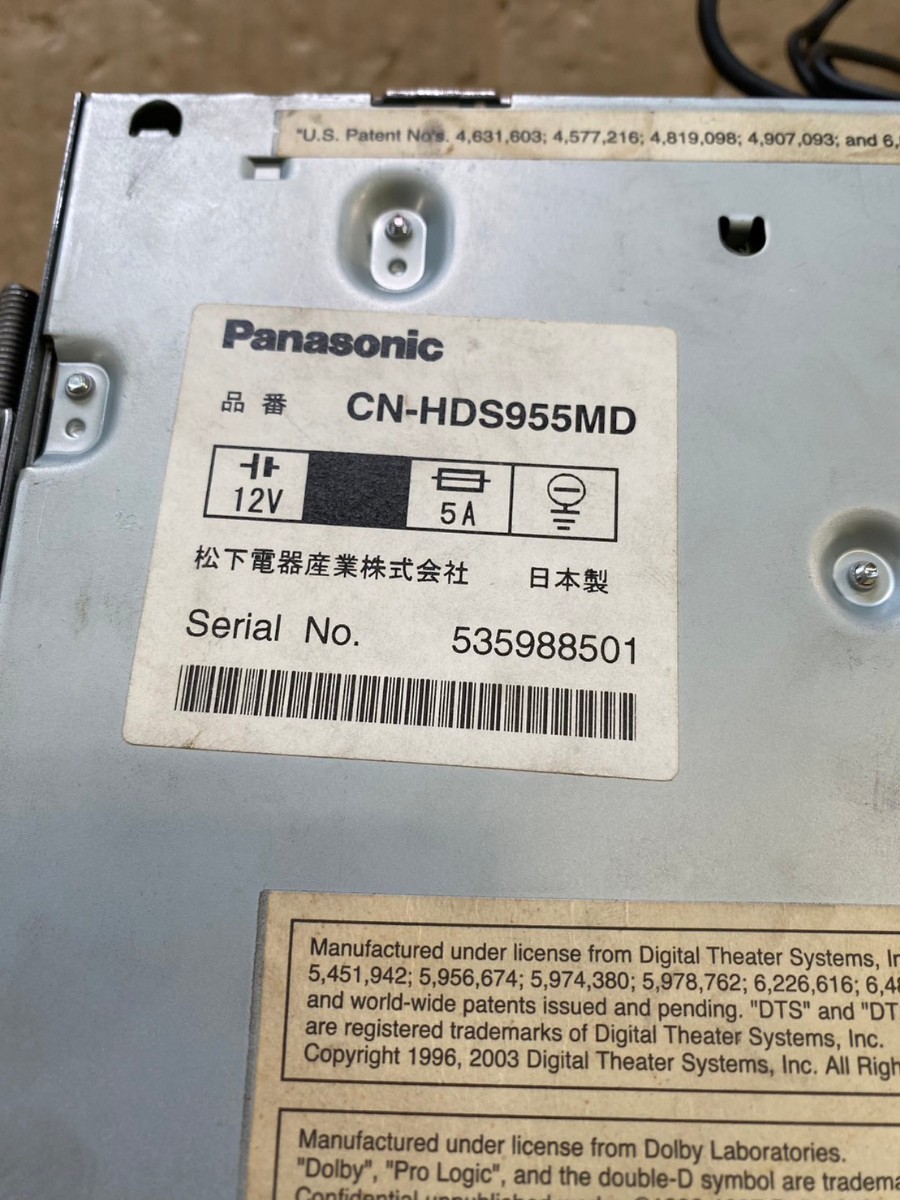 "U.S. Patent No's. 4,631,603; 4,577,216; 4,819,098; 4,907,093; and 6,
Panasonic
品番 CN-HDS955MD
12V 5A
松下電器産業株式会社 日本製
Serial No. 535988501
Manufactured under license from Digital Theater Systems,
5,451,942; 5,956,674; 5,974,380; 5,978,762; 6,226,616;
and world-wide patents issued and pending. "DTS" and "DT
are registered trademarks of Digital Theater Systems, Inc.
Copyright 1996, 2003 Digital Theater Systems, Inc. All
Manufactured under license from Dolby Laboratories.
"Dolby", "Pro Logic", and the double-D symbol are
Confidential unpublished